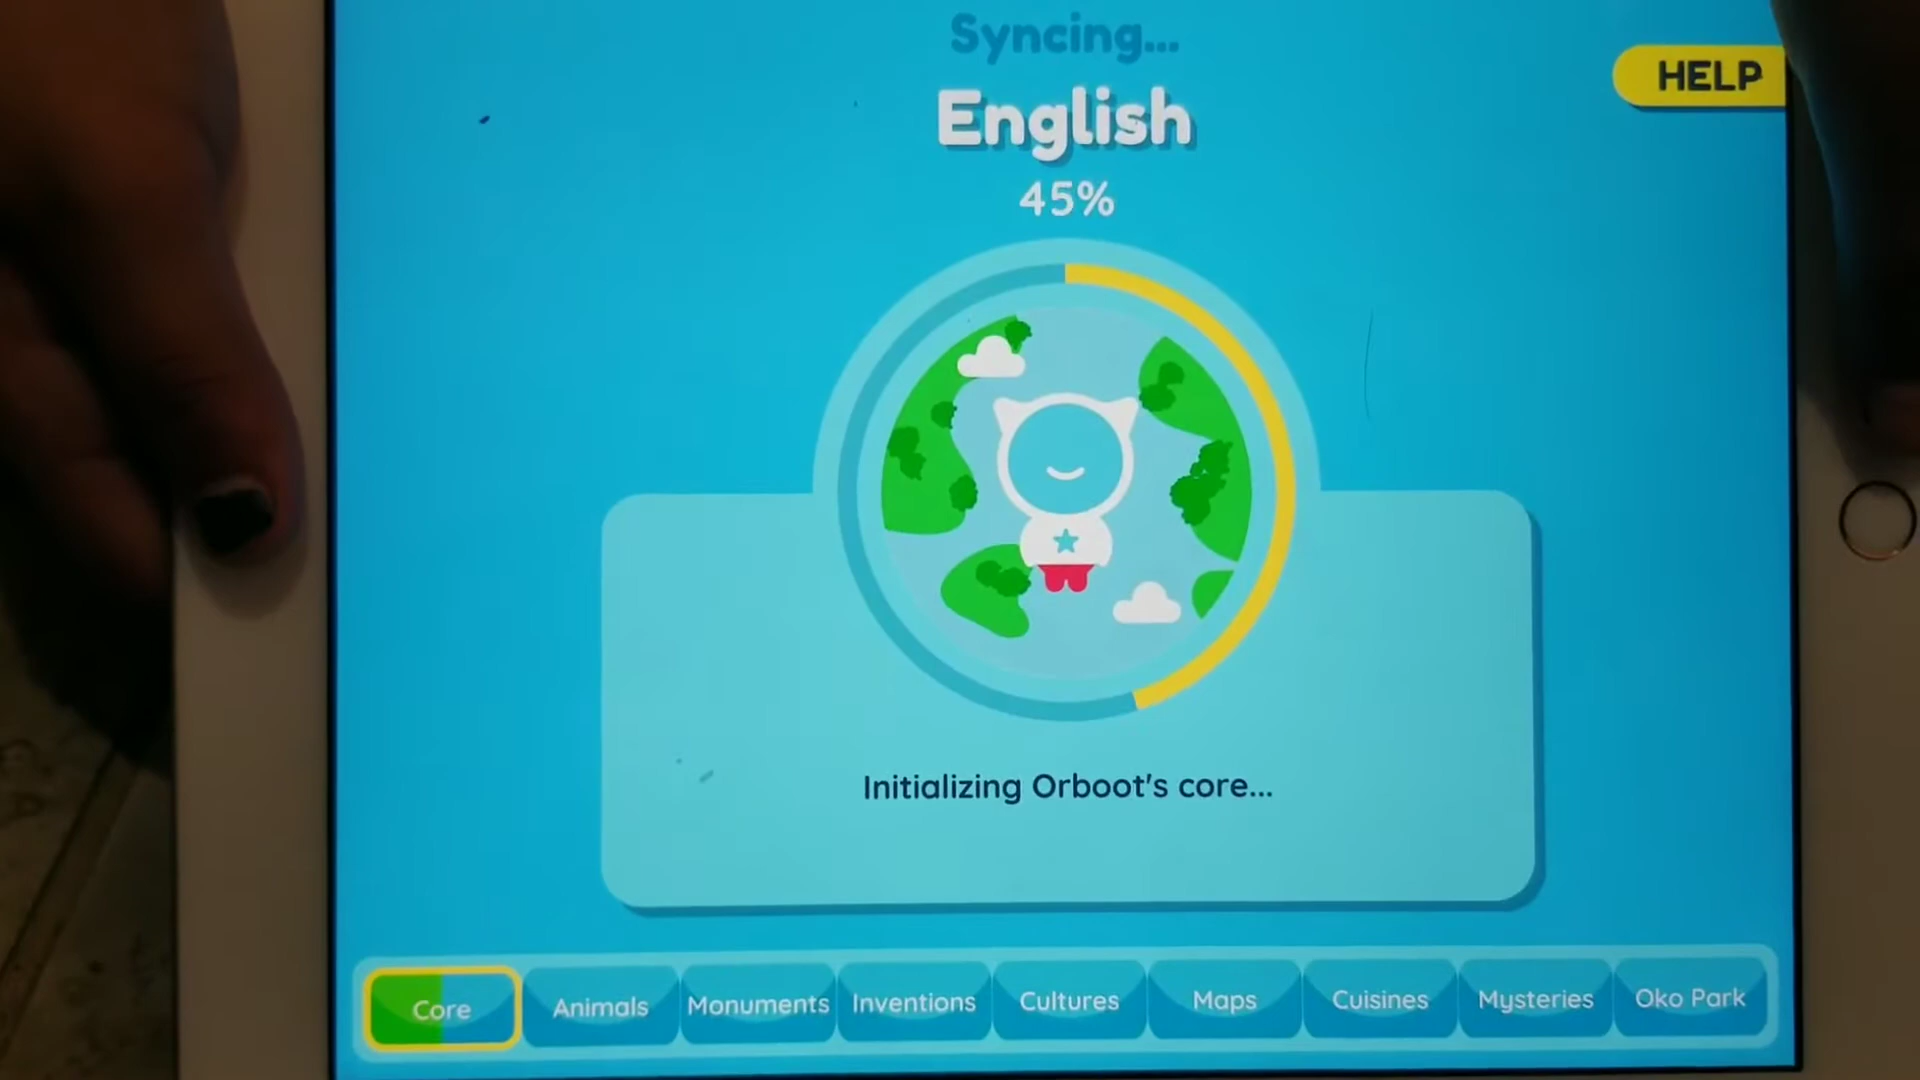 Syncing...
HELP
English
45%
Initializing Orboot's core...
Core
Animals
Monuments
Inventions
Cultures
Maps
Cuisines
Mysteries
Oko Park